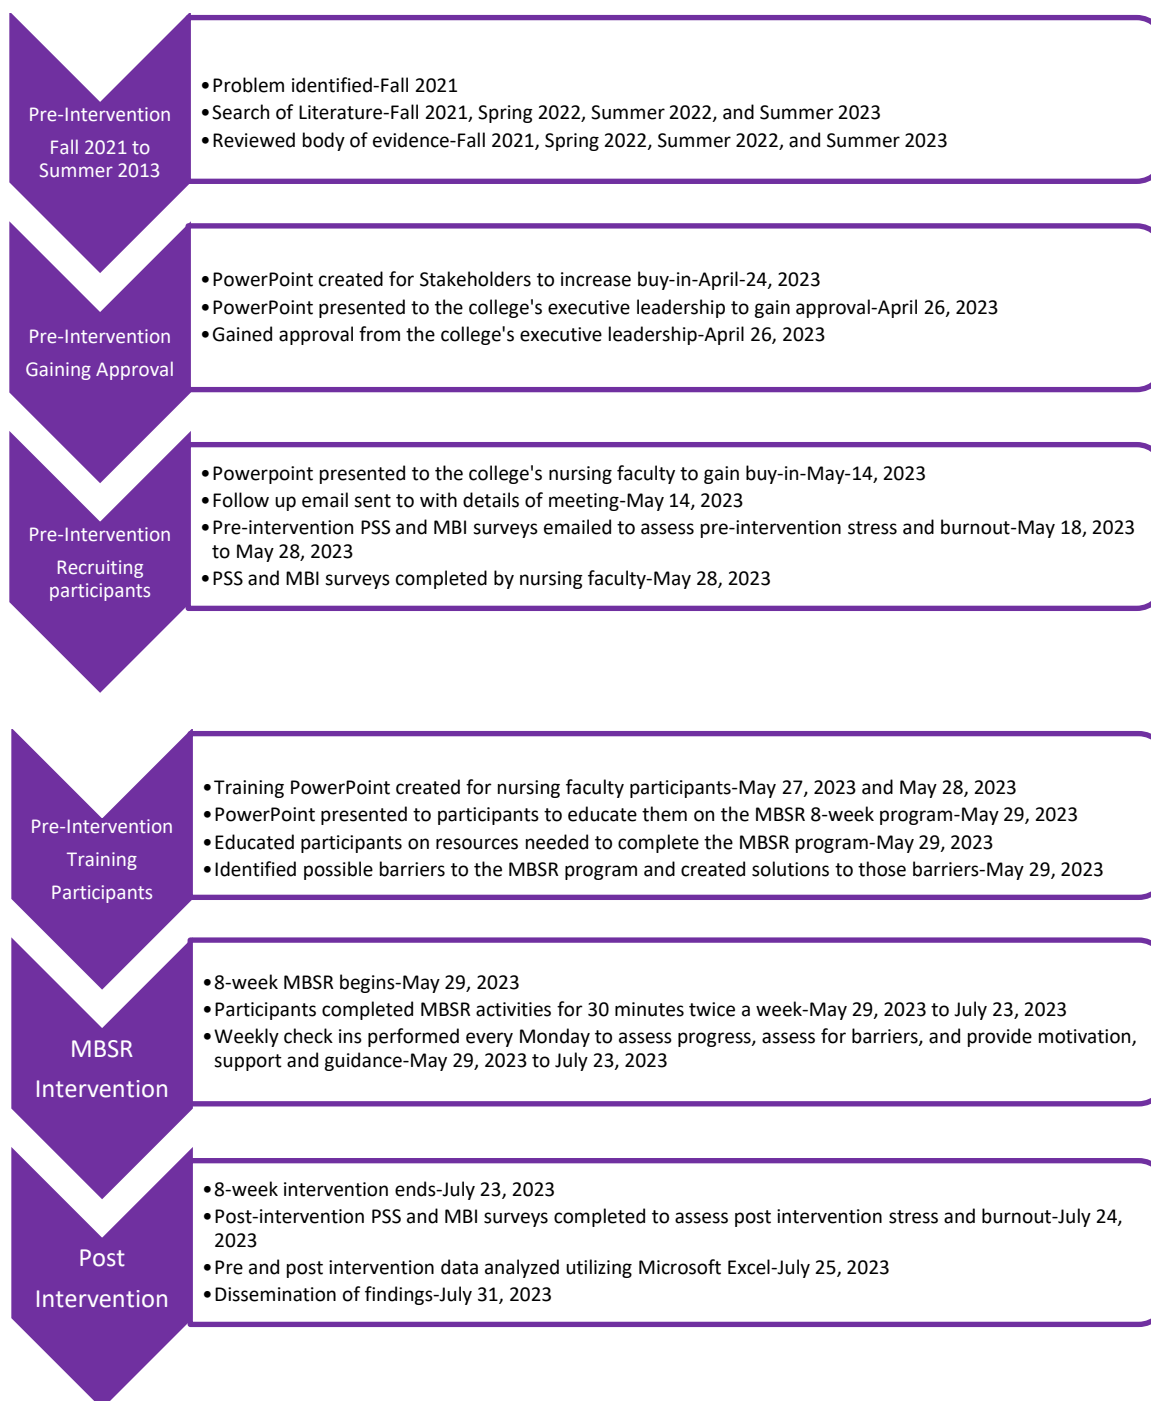 Pre-Intervention
Fall 2021 to
Summer 2013
•Problem identified-Fall 2021
•Search of Literature-Fall 2021, Spring 2022, Summer 2022, and Summer 2023
•Reviewed body of evidence-Fall 2021, Spring 2022, Summer 2022, and Summer 2023
Pre-Intervention
Gaining Approval
•PowerPoint created for Stakeholders to increase buy-in-April-24, 2023
•PowerPoint presented to the college's executive leadership to gain approval-April 26, 2023
•Gained approval from the college's executive leadership-April 26, 2023
Pre-Intervention
Recruiting
participants
•Powerpoint presented to the college's nursing faculty to gain buy-in-May-14, 2023
•Follow up email sent to with details of meeting-May 14, 2023
•Pre-intervention PSS and MBI surveys emailed to assess pre-intervention stress and burnout-May 18, 2023
to May 28, 2023
•PSS and MBI surveys completed by nursing faculty-May 28, 2023
Pre-Intervention
Training
Participants
•Training PowerPoint created for nursing faculty participants-May 27, 2023 and May 28, 2023
•PowerPoint presented to participants to educate them on the MBSR 8-week program-May 29, 2023
•Educated participants on resources needed to complete the MBSR program-May 29, 2023
•Identified possible barriers to the MBSR program and created solutions to those barriers-May 29, 2023
MBSR
Intervention
•8-week MBSR begins-May 29, 2023
•Participants completed MBSR activities for 30 minutes twice a week-May 29, 2023 to July 23, 2023
•Weekly check ins performed every Monday to assess progress, assess for barriers, and provide motivation,
support and guidance-May 29, 2023 to July 23, 2023
Post
Intervention
•8-week intervention ends-July 23, 2023
•Post-intervention PSS and MBI surveys completed to assess post intervention stress and burnout-July 24,
2023
•Pre and post intervention data analyzed utilizing Microsoft Excel-July 25, 2023
•Dissemination of findings-July 31, 2023